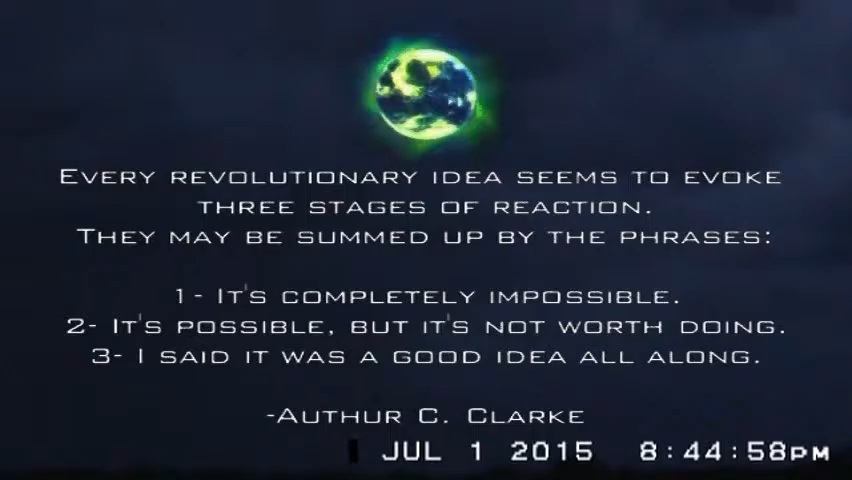 Every revolutionary idea seems to evoke
three stages of reaction.
They may be summed up by the phrases:
1- It's completely impossible.
2- It's possible, but it's not worth doing.
3- I said it was a good idea all along.
-Authur C. Clarke
JUL 1 2015 8:44:58PM